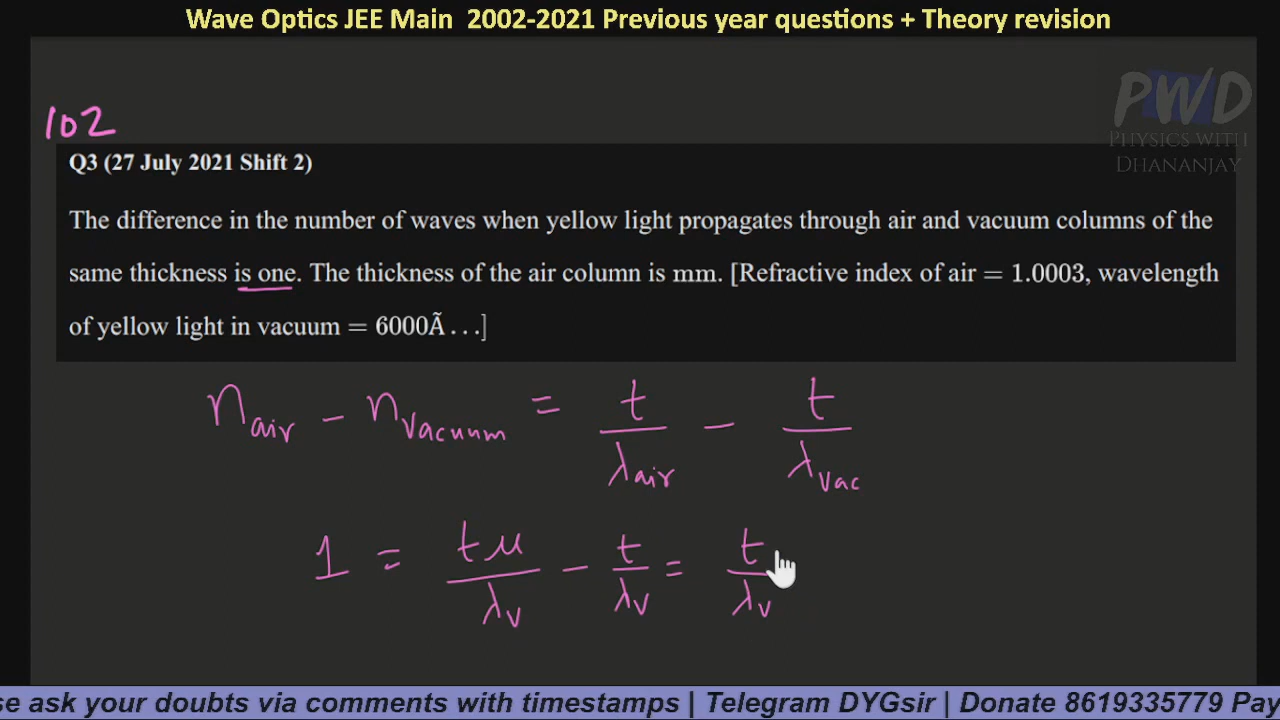 Wave Optics JEE Main 2002-2021 Previous year questions + Theory revision
PWD
PHYSICS WITH
DHANANJAY
102
Q3 (27 July 2021 Shift 2)
The difference in the number of waves when yellow light propagates through air and vacuum columns of the
same thickness is one. The thickness of the air column is mm. [Refractive index of air = 1.0003, wavelength
of yellow light in vacuum = 6000Ã . . .]
n_air - n_vacuum = t/λ_air - t/λ_vac
1 = tμ/λ_v - t/λ_v = t/λ_v
se ask your doubts via comments with timestamps | Telegram DYGsir | Donate 8619335779 Pay